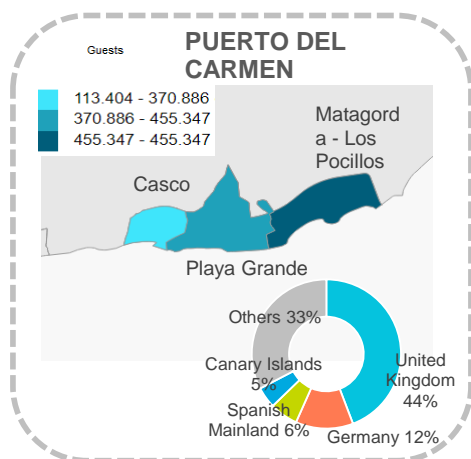 Guests
PUERTO DEL
CARMEN
113.404 - 370.886
370.886 - 455.347
455.347 - 455.347
Matagord
a - Los
Pocillos
Casco
Playa Grande
Others 33%
Canary Islands
5%
Spanish
Mainland 6%
United
Kingdom
44%
Germany 12%